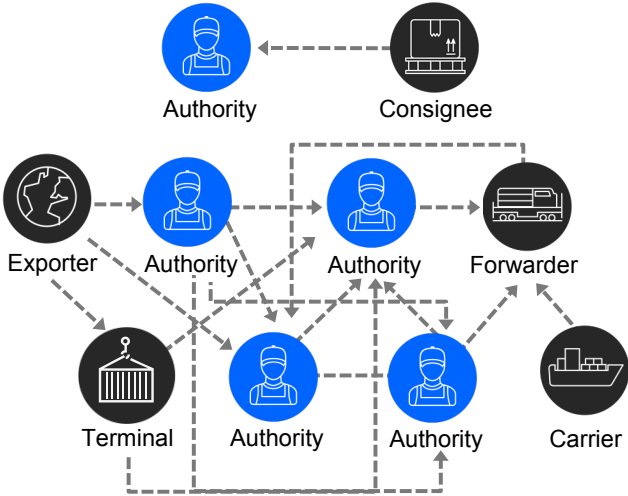 Authority
Consignee
Exporter
Authority
Authority
Forwarder
Terminal
Authority
Authority
Carrier